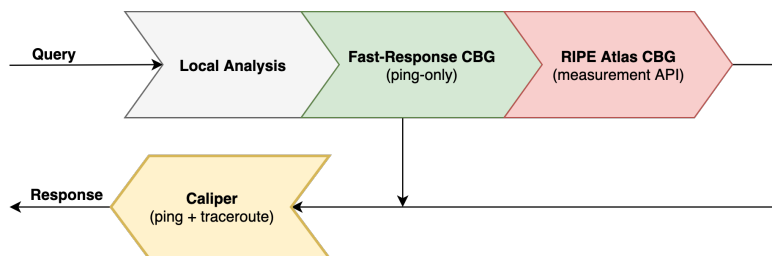 Query
Local Analysis
Fast-Response CBG
(ping-only)
RIPE Atlas CBG
(measurement API)
Response
Caliper
(ping + traceroute)